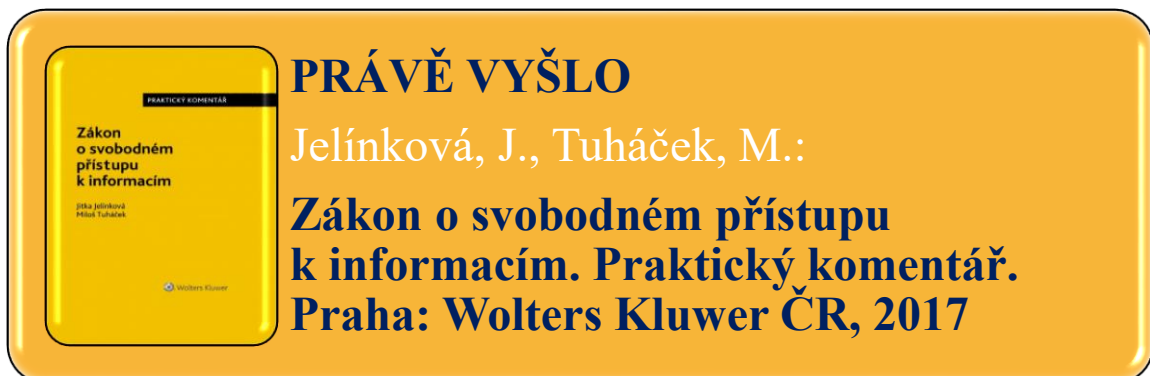 PRAKTICKÝ KOMENTÁŘ
Zákon
o svobodném
přístupu
k informacím
Jitka Jelínková
Miloš Tuháček
Wolters Kluwer
PRÁVĚ VYŠLO
Jelínková, J., Tuháček, M.:
Zákon o svobodném přístupu
k informacím. Praktický komentář.
Praha: Wolters Kluwer ČR, 2017